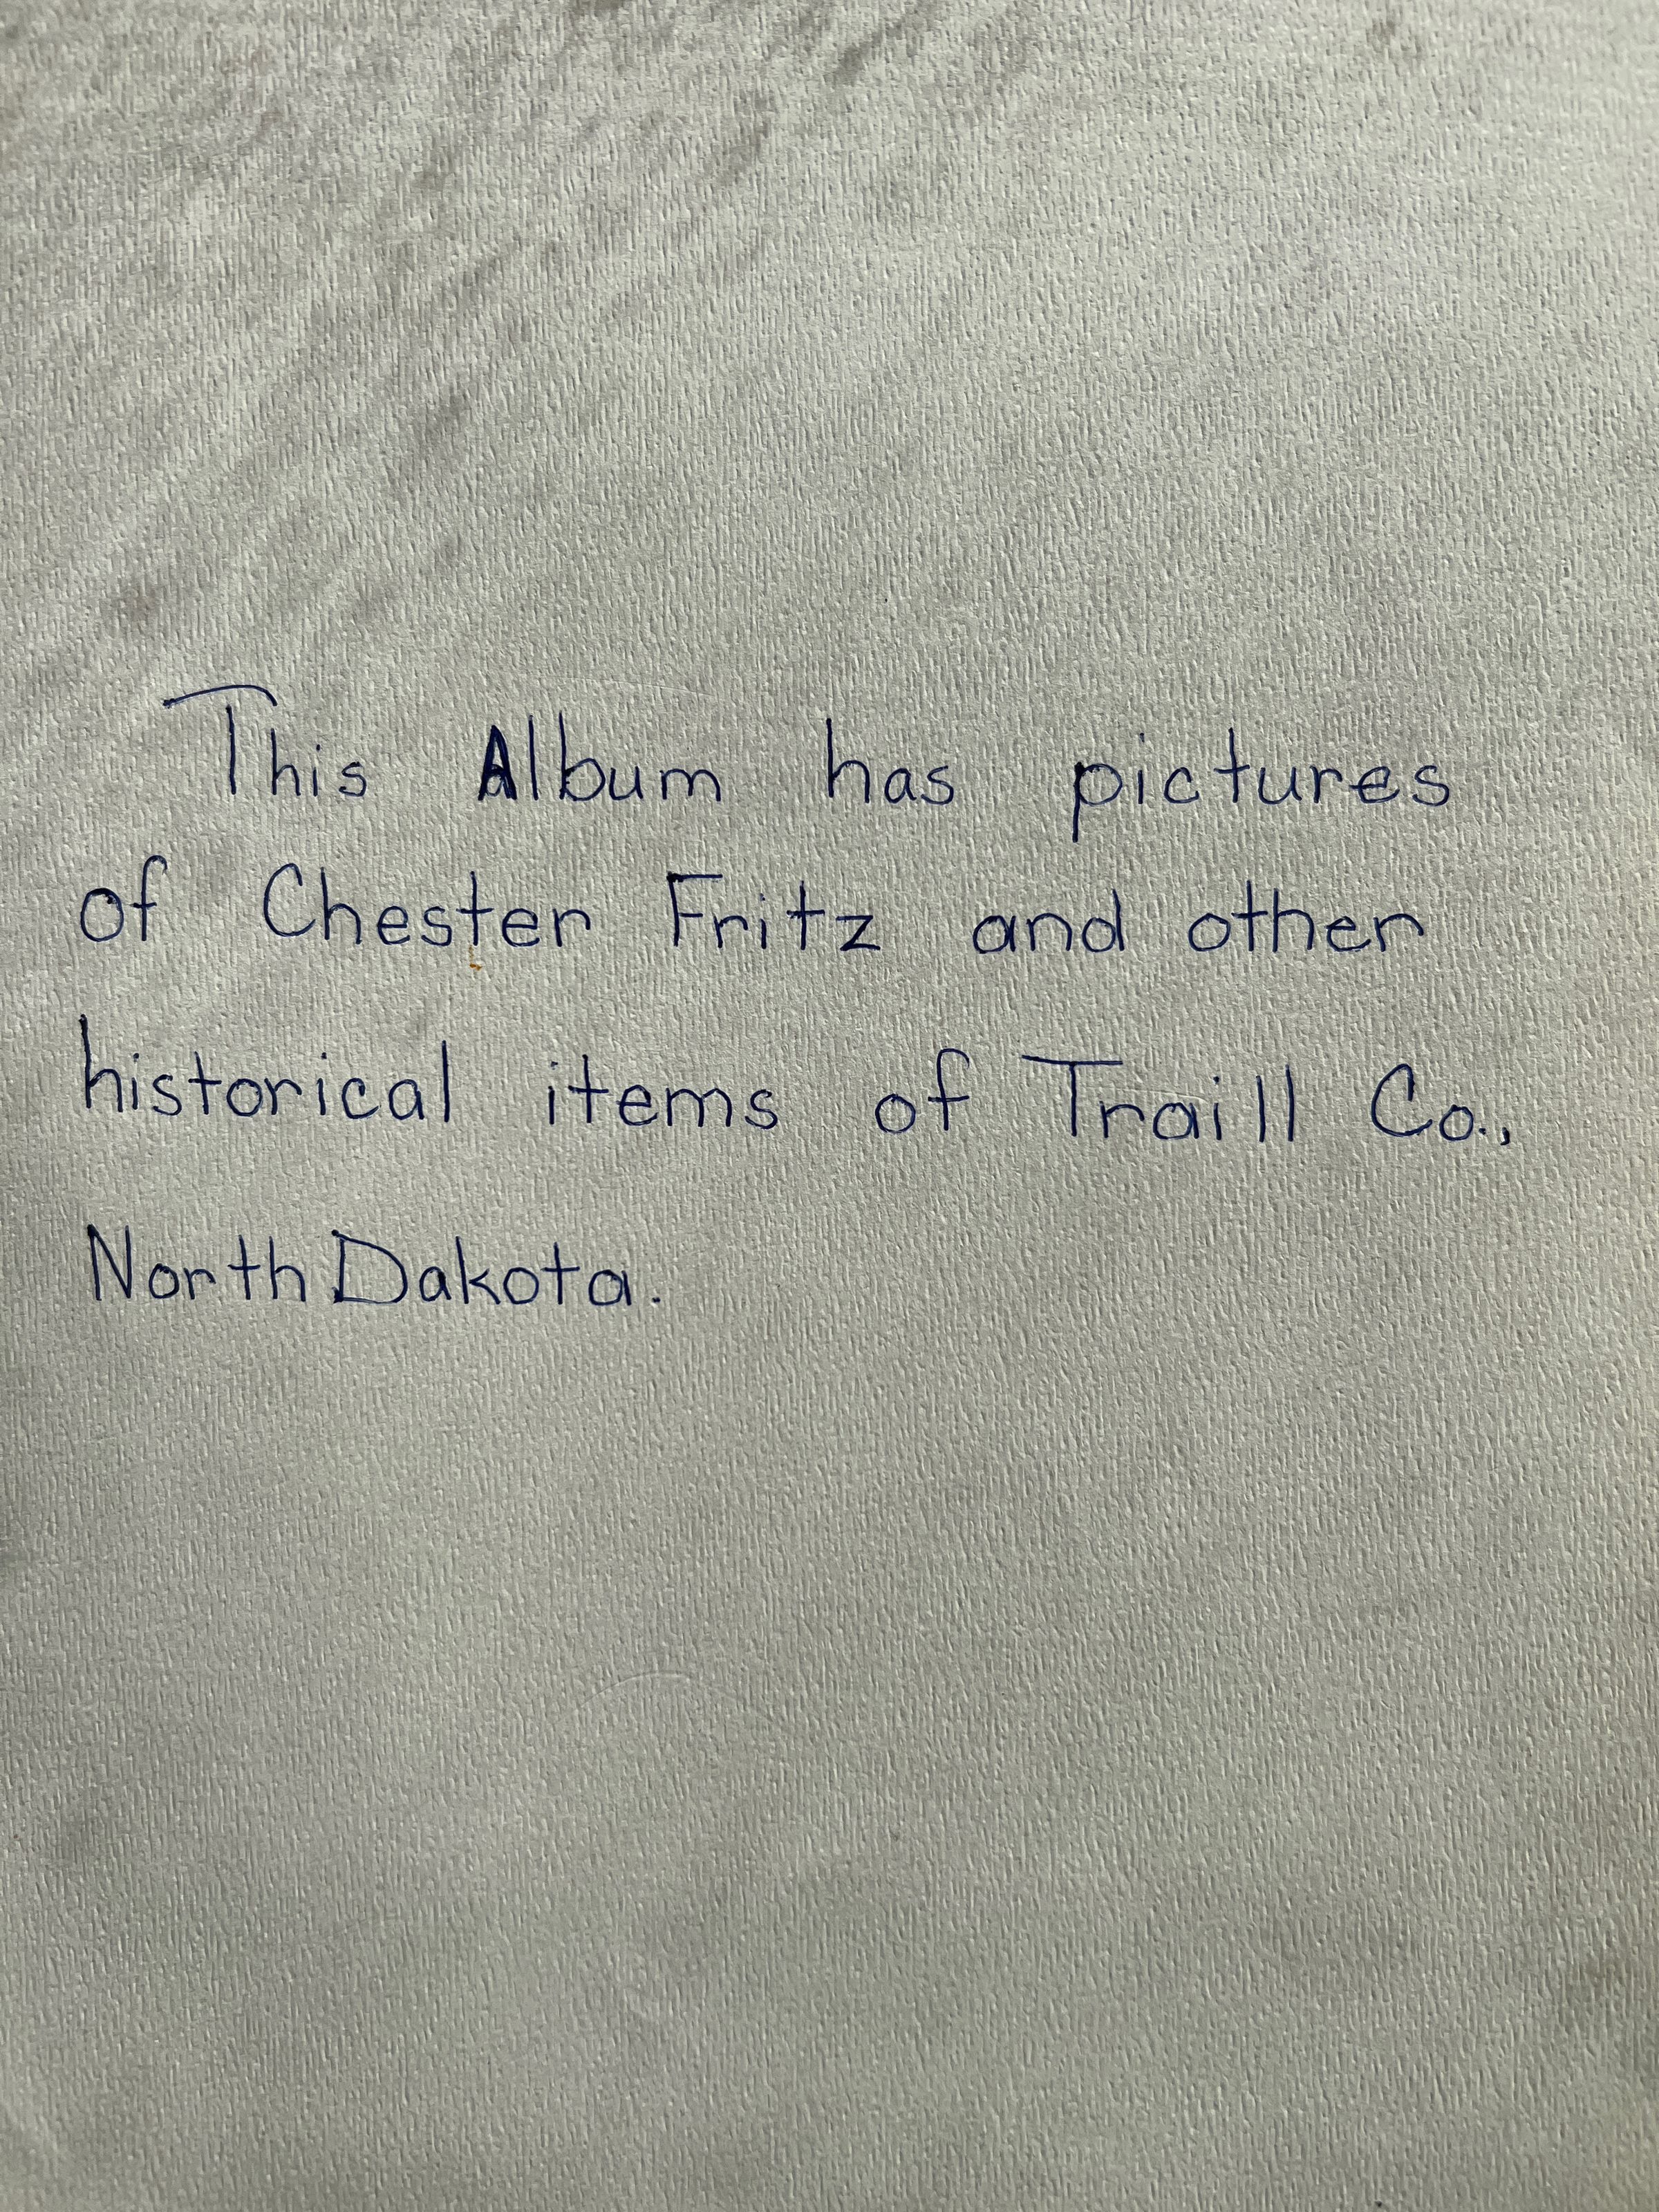 This Album has pictures
of Chester Fritz and other
historical items of Traill Co.,
North Dakota.